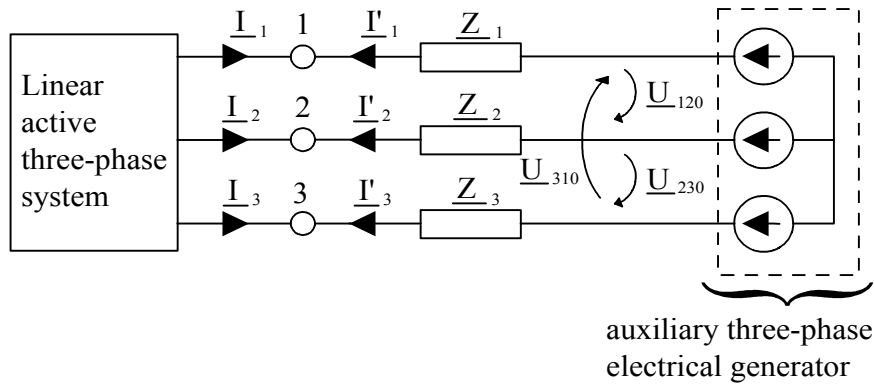 I 1 1 I' 1 Z 1
Linear
active
three-phase
system
U 120
I 2 2 I' 2 Z 2
U 310
U 230
I 3 3 I' 3 Z 3
auxiliary three-phase
electrical generator